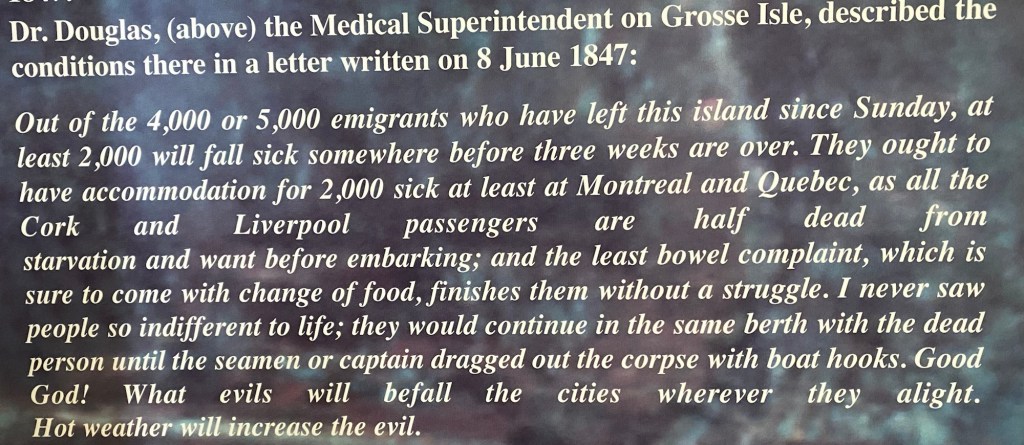 Dr. Douglas, (above) the Medical Superintendent on Grosse Isle, described the
conditions there in a letter written on 8 June 1847:
Out of the 4,000 or 5,000 emigrants who have left this island since Sunday, at
least 2,000 will fall sick somewhere before three weeks are over. They ought to
have accommodation for 2,000 sick at least at Montreal and Quebec, as all the
Cork and Liverpool passengers are half dead from
starvation and want before embarking; and the least bowel complaint, which is
sure to come with change of food, finishes them without a struggle. I never saw
people so indifferent to life; they would continue in the same berth with the dead
person until the seamen or captain dragged out the corpse with boat hooks. Good
God! What evils will befall the cities wherever they alight.
Hot weather will increase the evil.